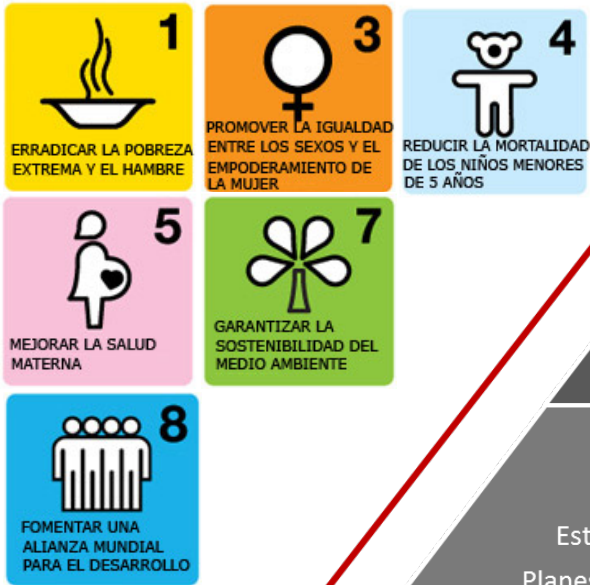 1
ERRADICAR LA POBREZA
EXTREMA Y EL HAMBRE
3
PROMOVER LA IGUALDAD
ENTRE LOS SEXOS Y EL
EMPODERAMIENTO DE
LA MUJER
4
REDUCIR LA MORTALIDAD
DE LOS NIÑOS MENORES
DE 5 AÑOS
5
MEJORAR LA SALUD
MATERNA
7
GARANTIZAR LA
SOSTENIBILIDAD DEL
MEDIO AMBIENTE
8
FOMENTAR UNA
ALIANZA MUNDIAL
PARA EL DESARROLLO
Est
Planes